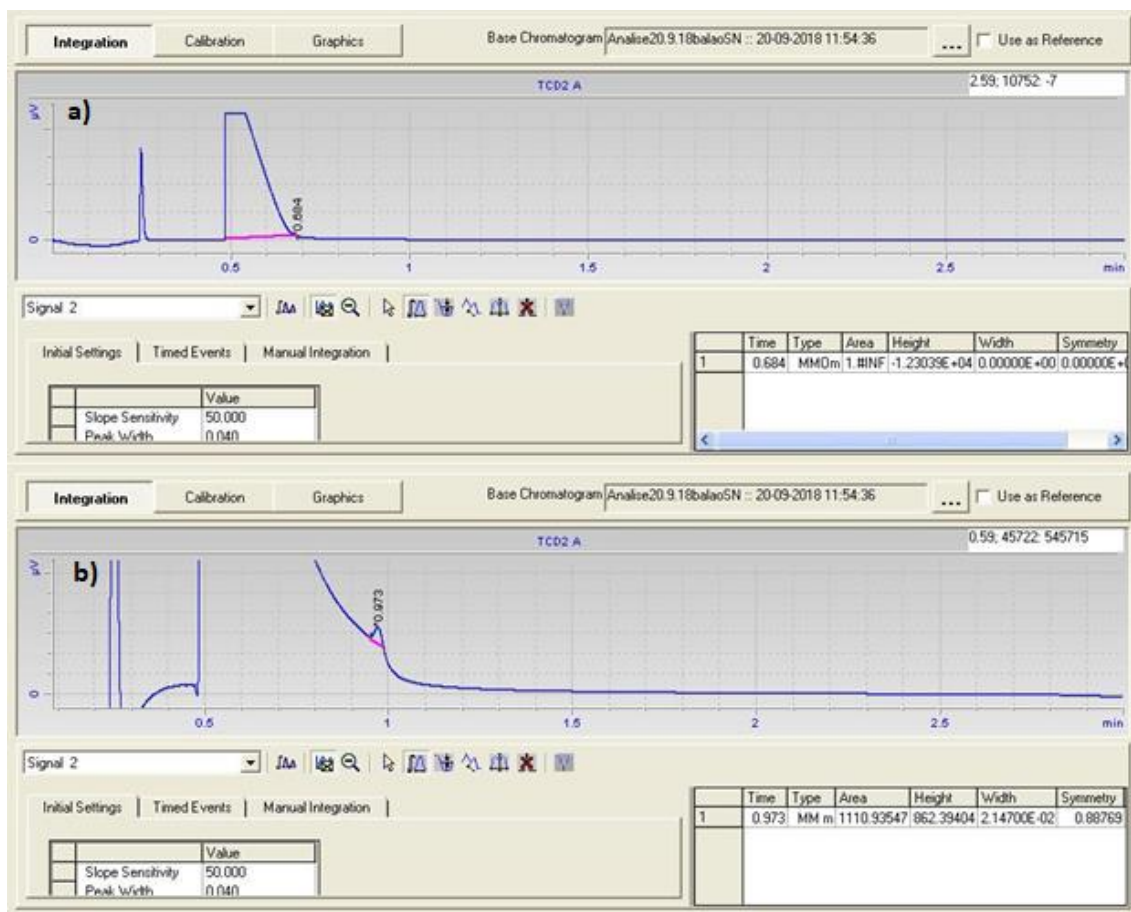 Integration Calibration Graphics Base Chromatogram Analise20.9.18balaoSN :: 20-09-2018 11:54:36 ... Use as Reference
TCD2 A 2.59; 10752: -7
µV a)
0.684
0
0.5 1 1.5 2 2.5 min
Signal 2
Initial Settings | Timed Events | Manual Integration |
Time Type Area Height Width Symmetry
1 0.684 MMOm 1.#INF -1.23039E+04 0.00000E+00 0.00000E+
Value
Slope Sensitivity 50.000
Peak Width 0.040
Integration Calibration Graphics Base Chromatogram Analise20.9.18balaoSN :: 20-09-2018 11:54:36 ... Use as Reference
TCD2 A 0.59; 45722: 545715
µV b)
0.973
0
0.5 1 1.5 2 2.5 min
Signal 2
Initial Settings | Timed Events | Manual Integration |
Time Type Area Height Width Symmetry
1 0.973 MM m 1110.93547 862.39404 2.14700E-02 0.88769
Value
Slope Sensitivity 50.000
Peak Width 0.040